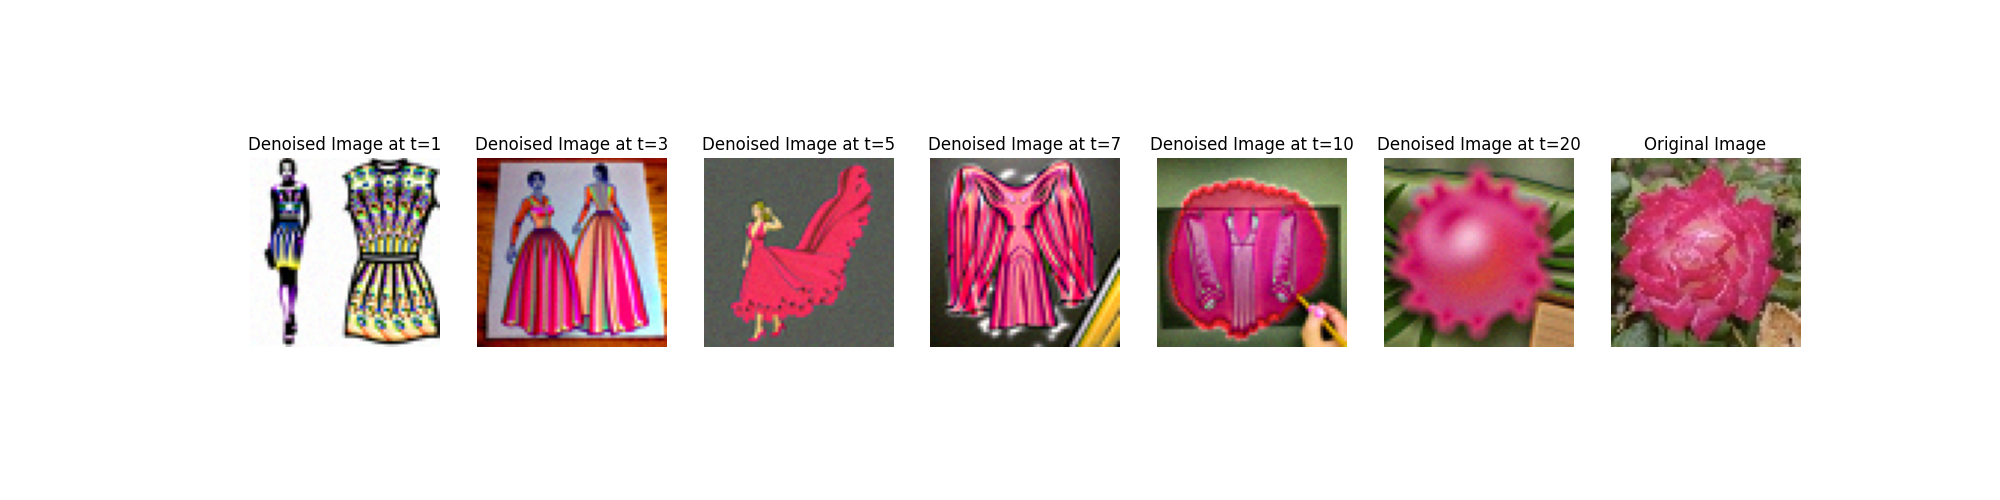 Denoised Image at t=1
Denoised Image at t=3
Denoised Image at t=5
Denoised Image at t=7
Denoised Image at t=10
Denoised Image at t=20
Original Image